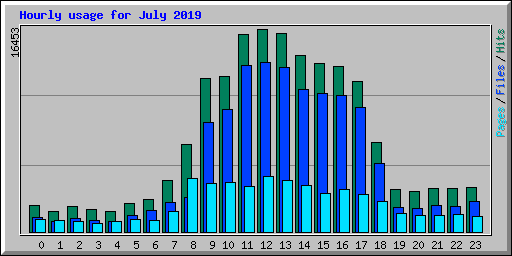 Hourly usage for July 2019
16453
Pages / Files / Hits
0 1 2 3 4 5 6 7 8 9 10 11 12 13 14 15 16 17 18 19 20 21 22 23